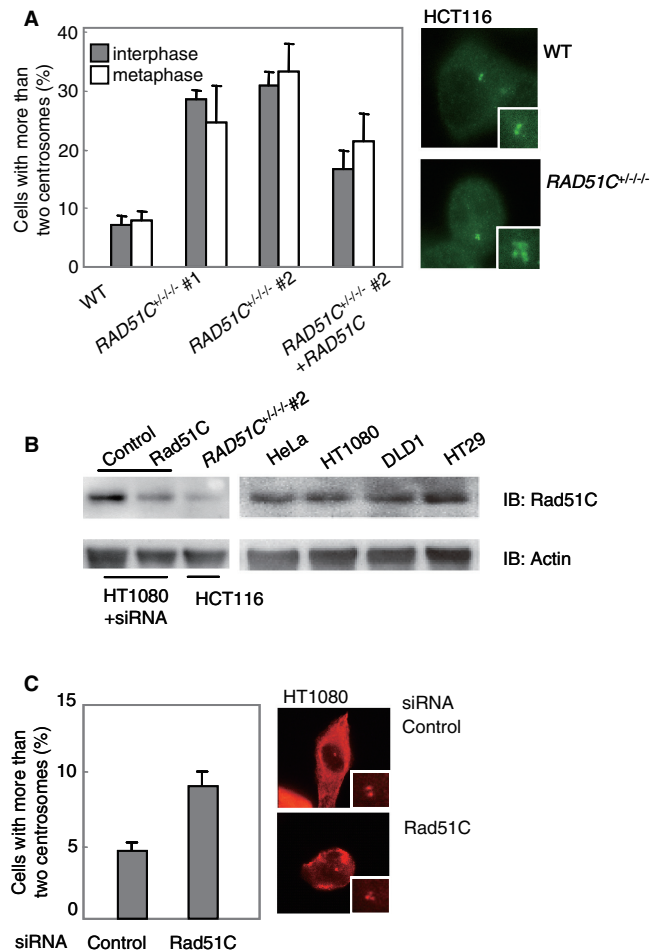 A
Cells with more than
two centrosomes (%)
40
30
20
10
0
interphase
metaphase
WT
RAD51C+/-/-/- #1
RAD51C+/-/-/- #2
RAD51C+/-/-/- #2
+RAD51C
HCT116
WT
RAD51C+/-/-/-
B
Control
Rad51C
RAD51C+/-/-/-#2
HeLa
HT1080
DLD1
HT29
IB: Rad51C
IB: Actin
HT1080
+siRNA
HCT116
C
Cells with more than
two centrosomes (%)
15
10
5
0
siRNA Control Rad51C
HT1080
siRNA
Control
Rad51C